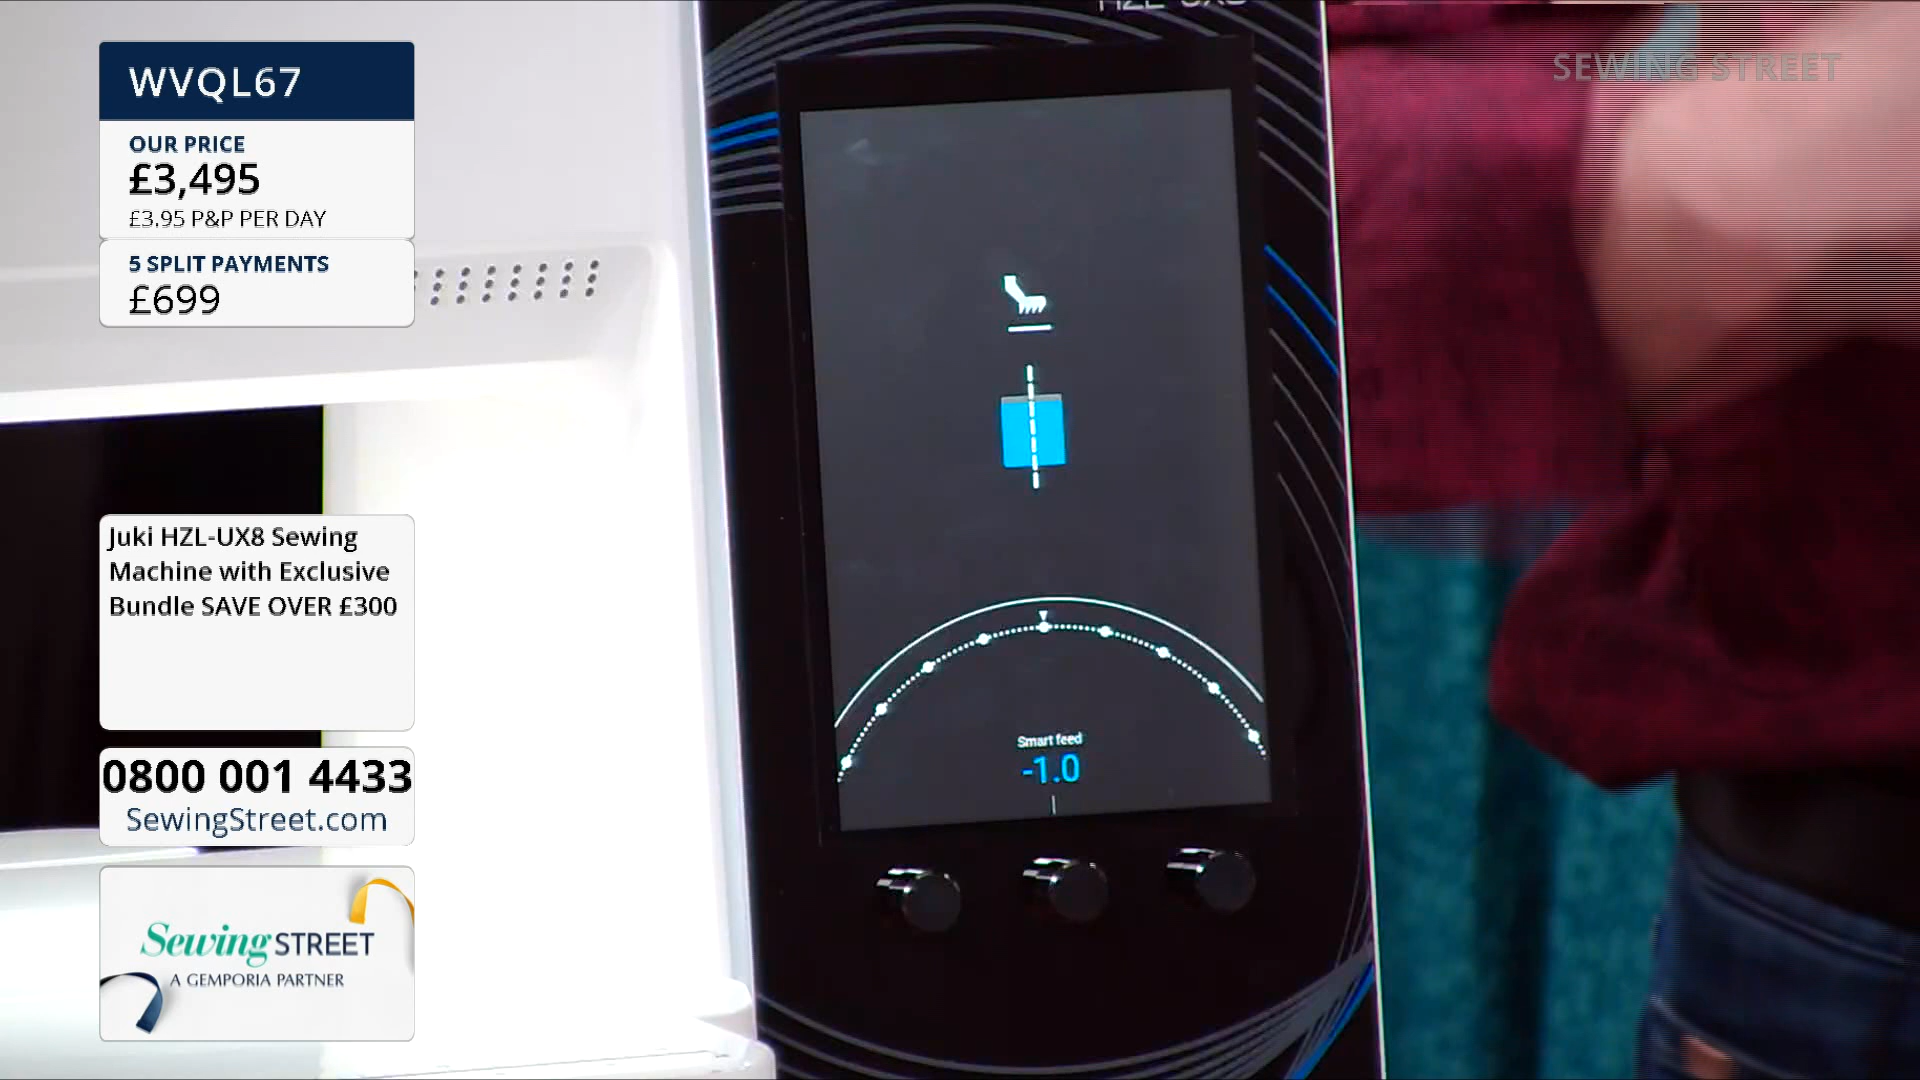 WVQL67
OUR PRICE
£3,495
£3.95 P&P PER DAY
5 SPLIT PAYMENTS
£699
Juki HZL-UX8 Sewing
Machine with Exclusive
Bundle SAVE OVER £300
0800 001 4433
SewingStreet.com
Sewing STREET
A GEMPORIA PARTNER
HZL-UX8
Smart feed
-1.0
SEWING STREET